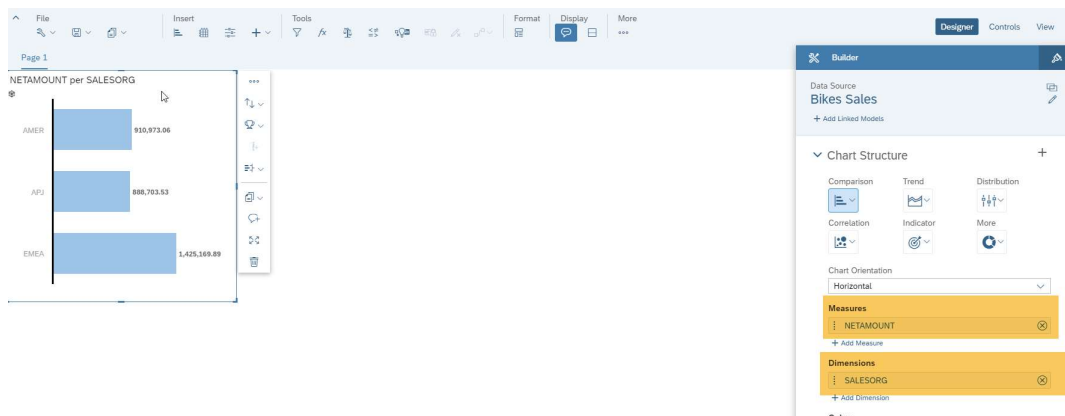 File Insert Tools Format Display More
Designer Controls View
Page 1
NETAMOUNT per SALESORG
AMER 910,973.06
APJ 888,703.53
EMEA 1,425,169.89
Builder
Data Source
Bikes Sales
+ Add Linked Models
Chart Structure
Comparison Trend Distribution
Correlation Indicator More
Chart Orientation
Horizontal
Measures
NETAMOUNT
+ Add Measure
Dimensions
SALESORG
+ Add Dimension